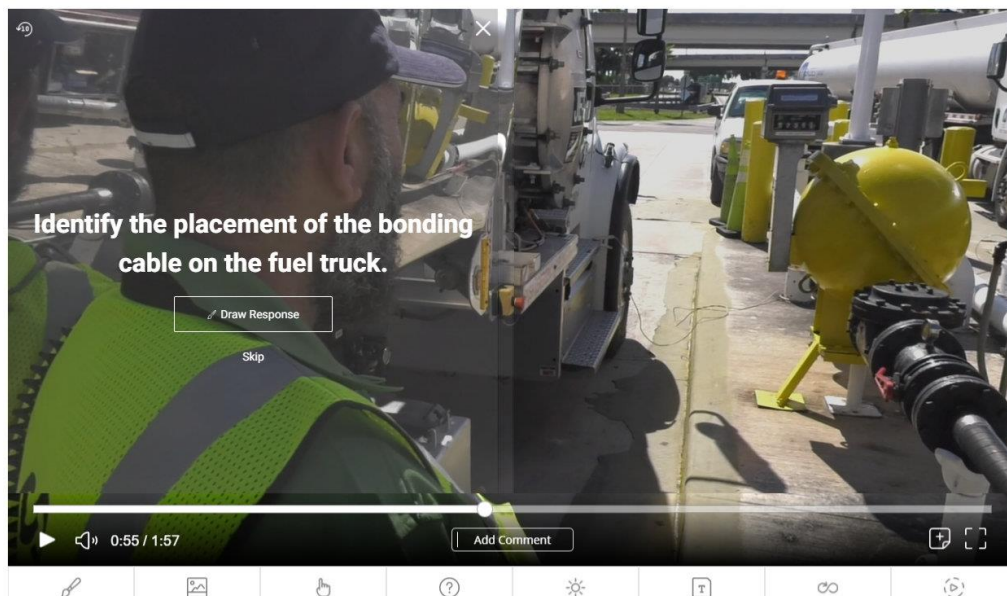 10
Identify the placement of the bonding
cable on the fuel truck.
Draw Response
Skip
0:55 / 1:57
Add Comment
T